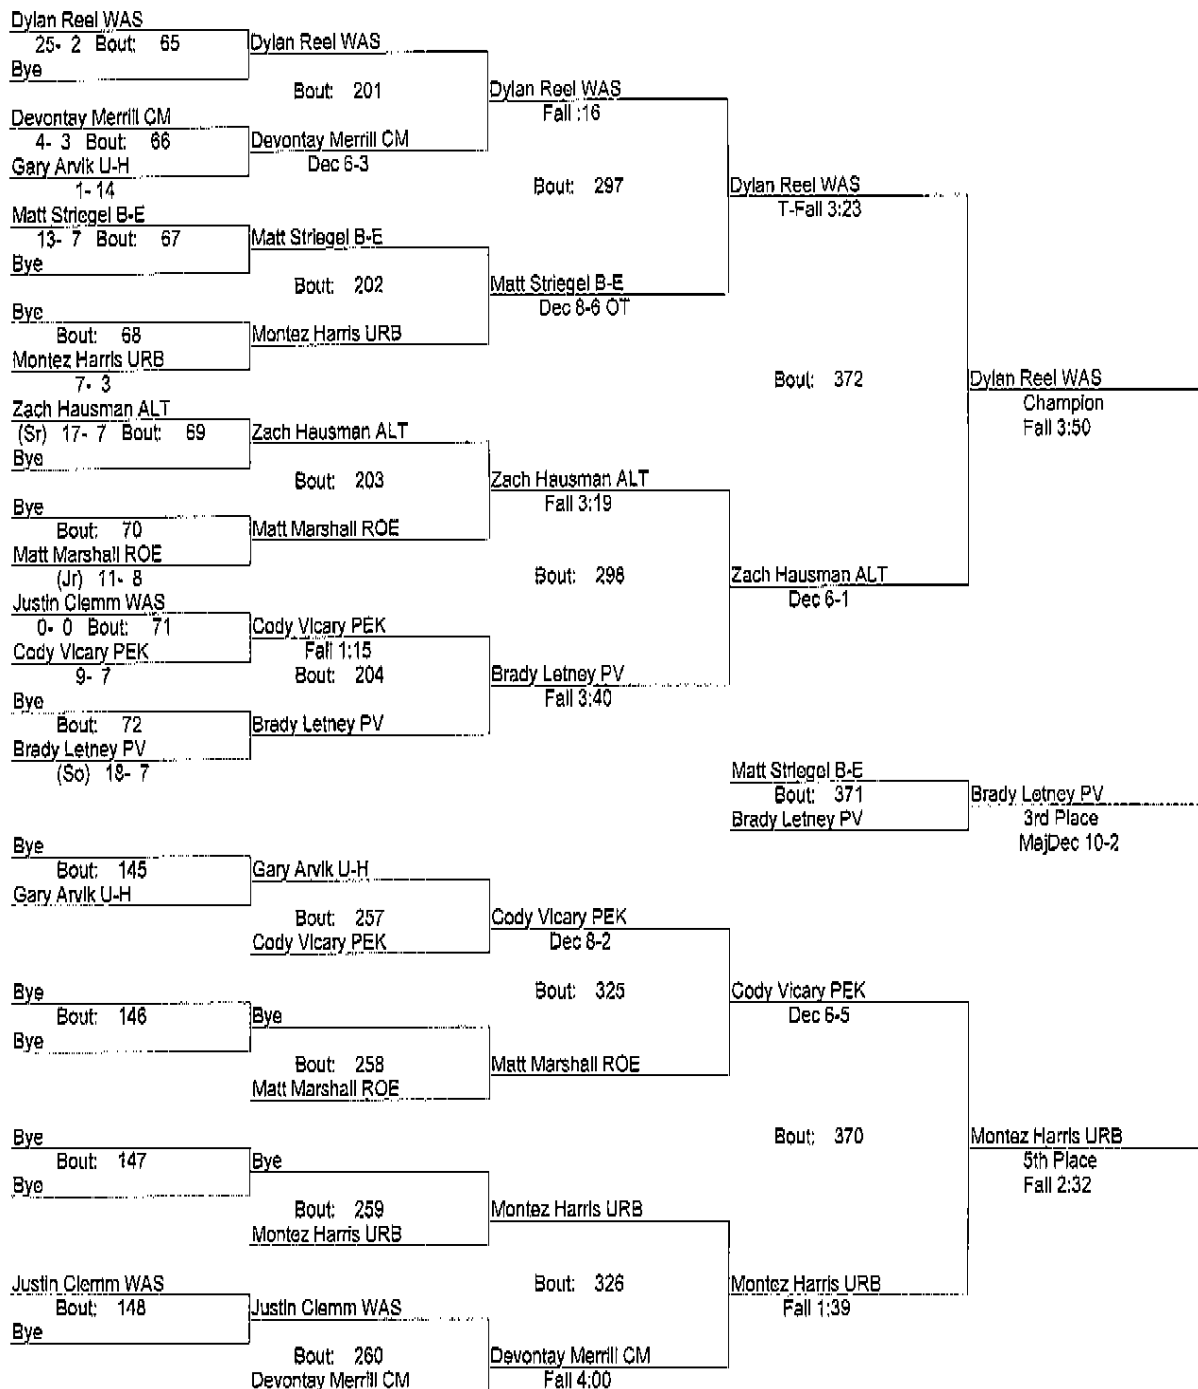 Dylan Reel WAS
25- 2 Bout: 65
Bye
Dylan Reel WAS
Bout: 201
Devontay Merrill CM
4- 3 Bout: 66
Gary Arvik U-H
1- 14
Devontay Merrill CM
Dec 6-3
Dylan Reel WAS
Fall :16
Bout: 297
Matt Striegel B-E
13- 7 Bout: 67
Bye
Matt Striegel B-E
Bout: 202
Bye
Bout: 68
Montez Harris URB
7- 3
Montez Harris URB
Matt Striegel B-E
Dec 8-6 OT
Dylan Reel WAS
T-Fall 3:23
Bout: 372
Zach Hausman ALT
(Sr) 17- 7 Bout: 69
Bye
Zach Hausman ALT
Bout: 203
Bye
Bout: 70
Matt Marshall ROE
(Jr) 11- 8
Matt Marshall ROE
Zach Hausman ALT
Fall 3:19
Bout: 298
Justin Clemm WAS
0- 0 Bout: 71
Cody Vicary PEK
9- 7
Cody Vicary PEK
Fall 1:15
Bout: 204
Bye
Bout: 72
Brady Letney PV
(So) 18- 7
Brady Letney PV
Brady Letney PV
Fall 3:40
Zach Hausman ALT
Dec 6-1
Dylan Reel WAS
Champion
Fall 3:50
Matt Striegel B-E
Bout: 371
Brady Letney PV
Brady Letney PV
3rd Place
MajDec 10-2
Bye
Bout: 145
Gary Arvik U-H
Gary Arvik U-H
Bout: 257
Cody Vicary PEK
Cody Vicary PEK
Dec 8-2
Bout: 325
Bye
Bout: 146
Bye
Bye
Bout: 258
Matt Marshall ROE
Matt Marshall ROE
Cody Vicary PEK
Dec 6-5
Bout: 370
Bye
Bout: 147
Bye
Bye
Bout: 259
Montez Harris URB
Montez Harris URB
Bout: 326
Justin Clemm WAS
Bout: 148
Bye
Justin Clemm WAS
Bout: 260
Devontay Merrill CM
Devontay Merrill CM
Fall 4:00
Montez Harris URB
Fall 1:39
Montez Harris URB
5th Place
Fall 2:32